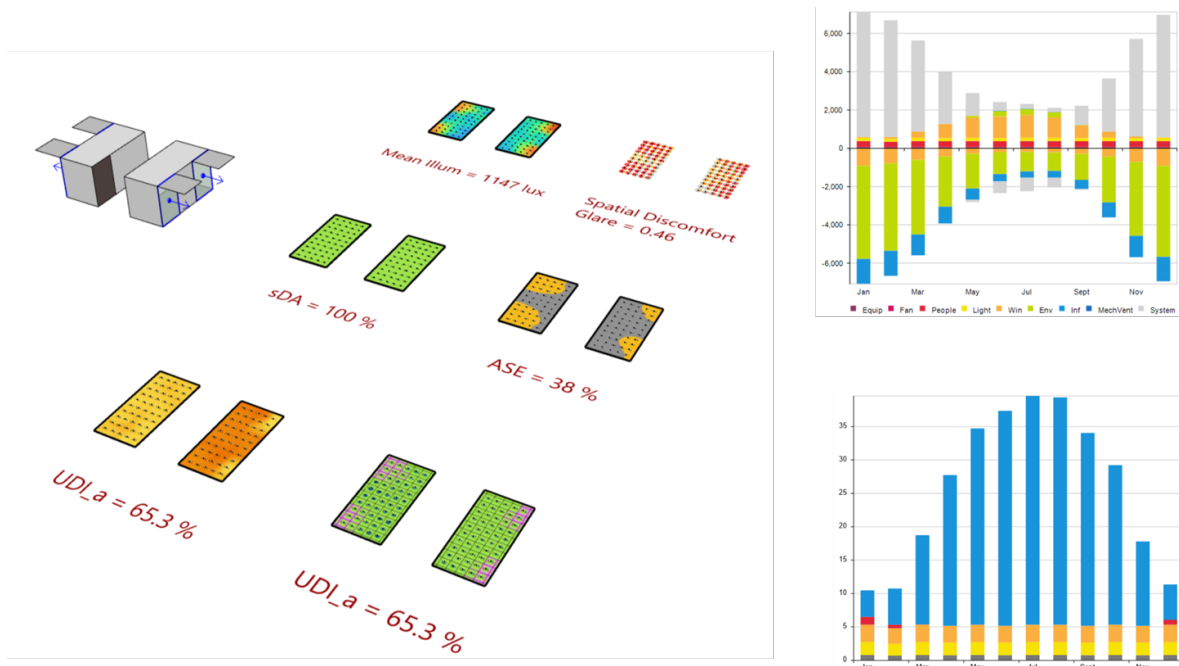 Mean Illum = 1147 lux
Spatial Discomfort
Glare = 0.46
sDA = 100 %
ASE = 38 %
UDI_a = 65.3 %
UDI_a = 65.3 %
6,000
4,000
2,000
0
-2,000
-4,000
-6,000
Jan Mar May Jul Sept Nov
Equip Fan People Light Win Env Inf MechVent System
35
30
25
20
15
10
5
0